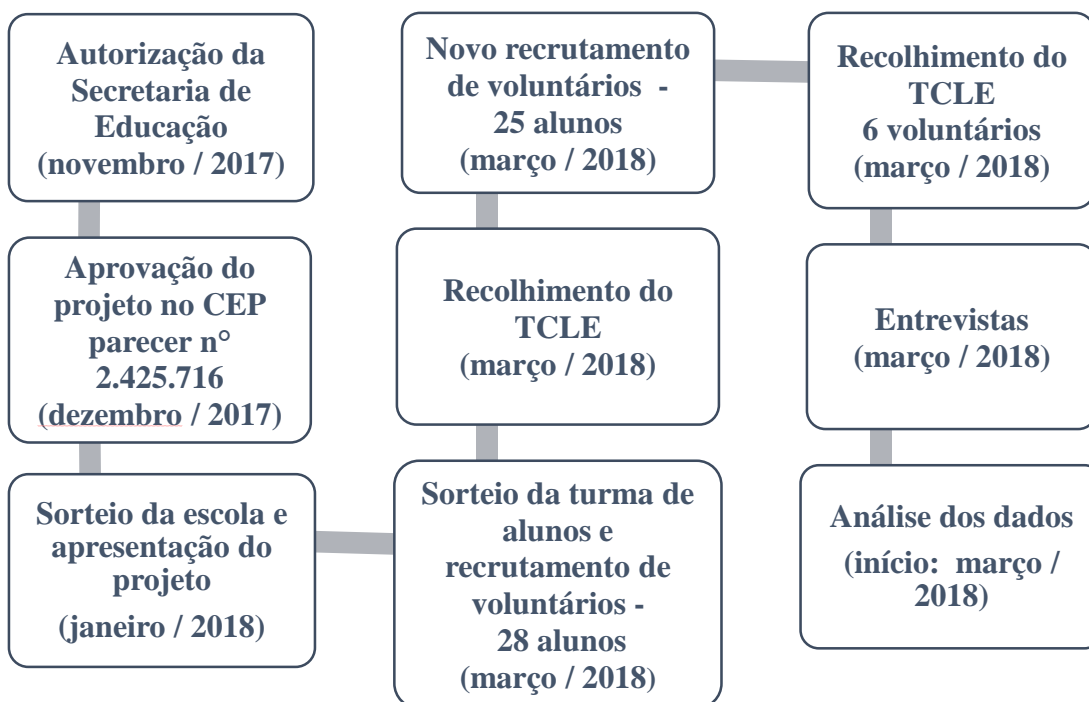 Autorização da
Secretaria de
Educação
(novembro / 2017)
Aprovação do
projeto no CEP
parecer n°
2.425.716
(dezembro / 2017)
Sorteio da escola e
apresentação do
projeto
(janeiro / 2018)
Sorteio da turma de
alunos e
recrutamento de
voluntários -
28 alunos
(março / 2018)
Recolhimento do
TCLE
(março / 2018)
Novo recrutamento
de voluntários -
25 alunos
(março / 2018)
Recolhimento do
TCLE
6 voluntários
(março / 2018)
Entrevistas
(março / 2018)
Análise dos dados
(início: março /
2018)